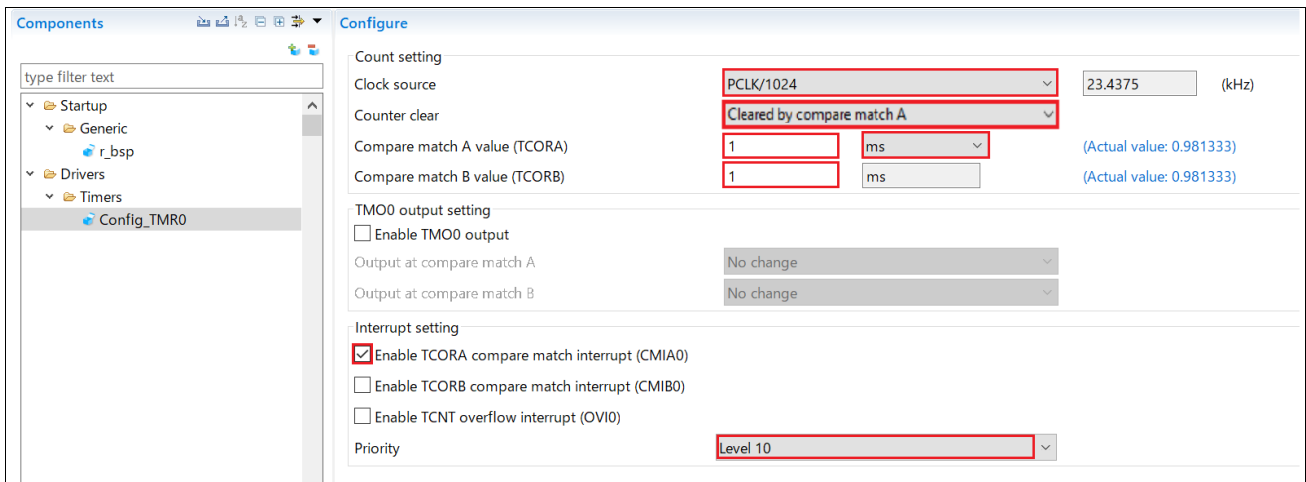 Components
type filter text
Startup
Generic
r_bsp
Drivers
Timers
Config_TMR0
Configure
Count setting
Clock source PCLK/1024 23.4375 (kHz)
Counter clear Cleared by compare match A
Compare match A value (TCORA) 1 ms (Actual value: 0.981333)
Compare match B value (TCORB) 1 ms (Actual value: 0.981333)
TMO0 output setting
Enable TMO0 output
Output at compare match A No change
Output at compare match B No change
Interrupt setting
Enable TCORA compare match interrupt (CMIA0)
Enable TCORB compare match interrupt (CMIB0)
Enable TCNT overflow interrupt (OVI0)
Priority Level 10